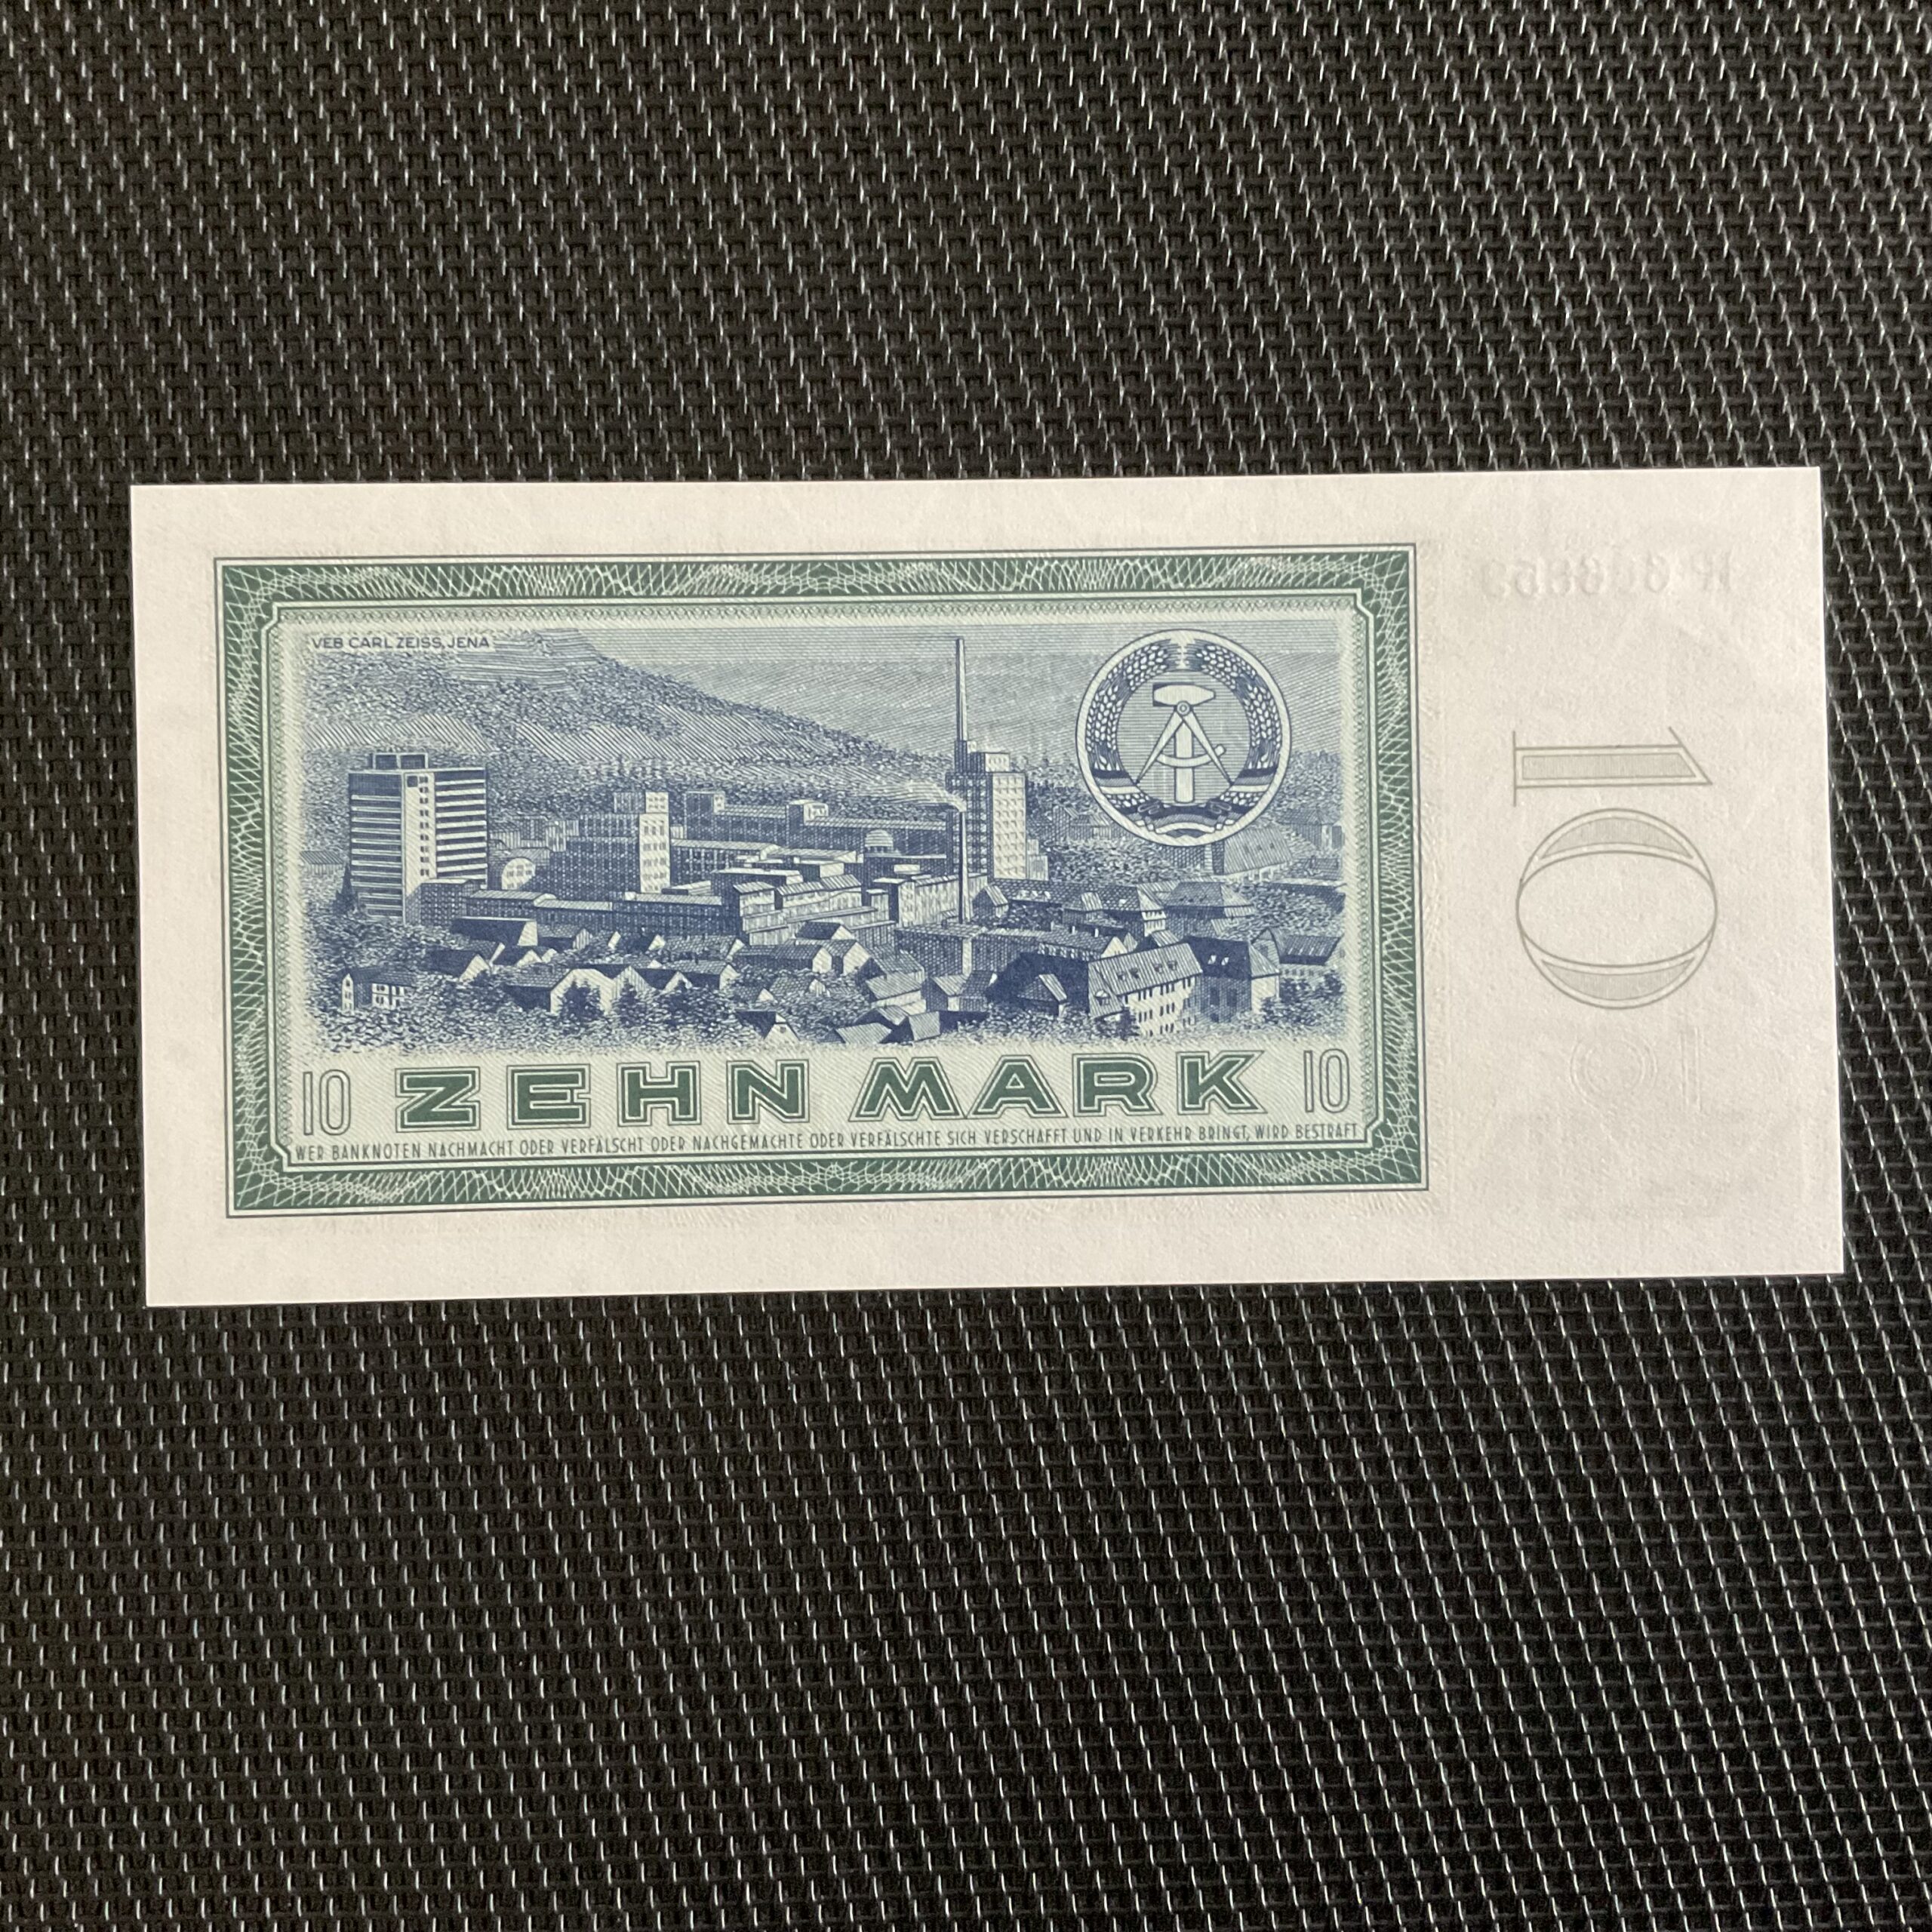 VEB CARL ZEISS, JENA
10 ZEHN MARK 10
WER BANKNOTEN NACHMACHT ODER VERFÄLSCHT ODER NACHGEMACHTE ODER VERFÄLSCHTE SICH VERSCHAFFT UND IN VERKEHR BRINGT, WIRD BESTRAFT
10